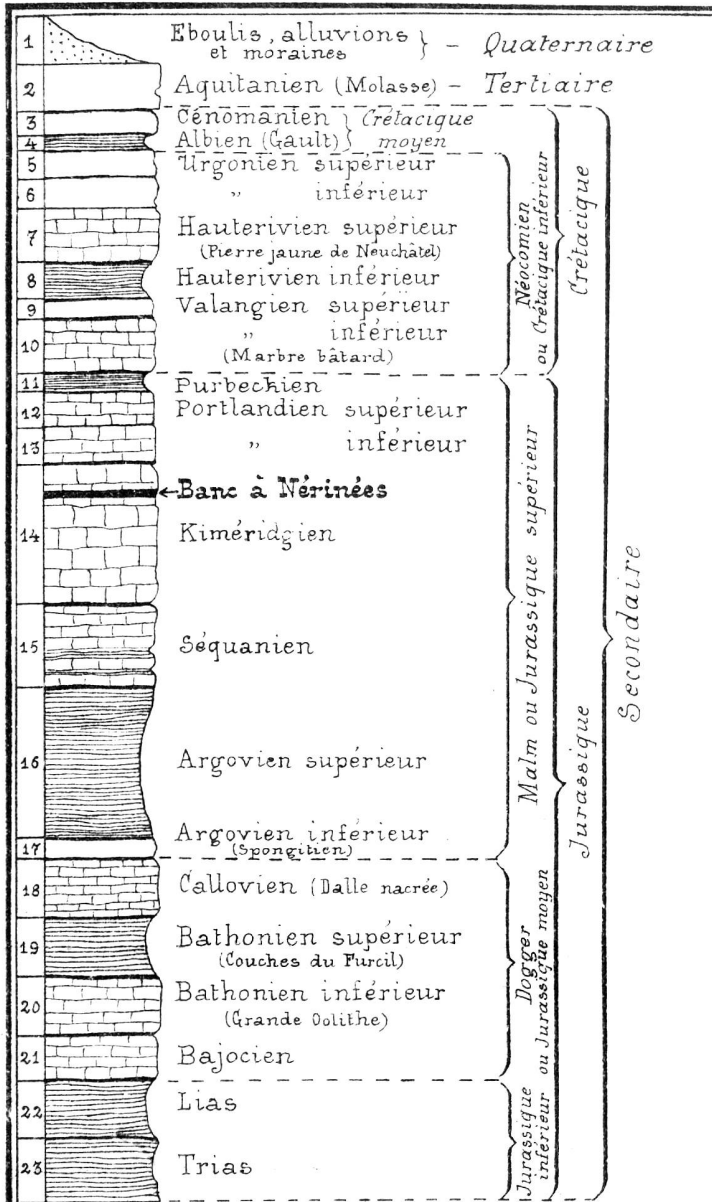 1 Eboulis, alluvions
et moraines } - Quaternaire
2 Aquitanien (Molasse) - Tertiaire
3 Cénomanien } Crétacique
4 Albien (Gault) } moyen
5 Urgonien supérieur
6 „ inférieur
7 Hauterivien supérieur
(Pierre jaune de Neuchâtel)
8 Hauterivien inférieur
9 Valangien supérieur
10 „ inférieur
(Marbre bâtard)
11 Purbeckien
12 Portlandien supérieur
13 „ inférieur
←Banc à Nérinées
14 Kiméridgien
15 Séquanien
16 Argovien supérieur
17 Argovien inférieur
(Spongitien)
18 Callovien (Dalle nacrée)
19 Bathonien supérieur
(Couches du Furcil)
20 Bathonien inférieur
(Grande Oolithe)
21 Bajocien
22 Lias
23 Trias
Néocomien
ou Crétacique inférieur
Crétacique
Malm ou Jurassique supérieur
Dogger
ou Jurassique moyen
Jurassique
inférieur
Jurassique
Secondaire